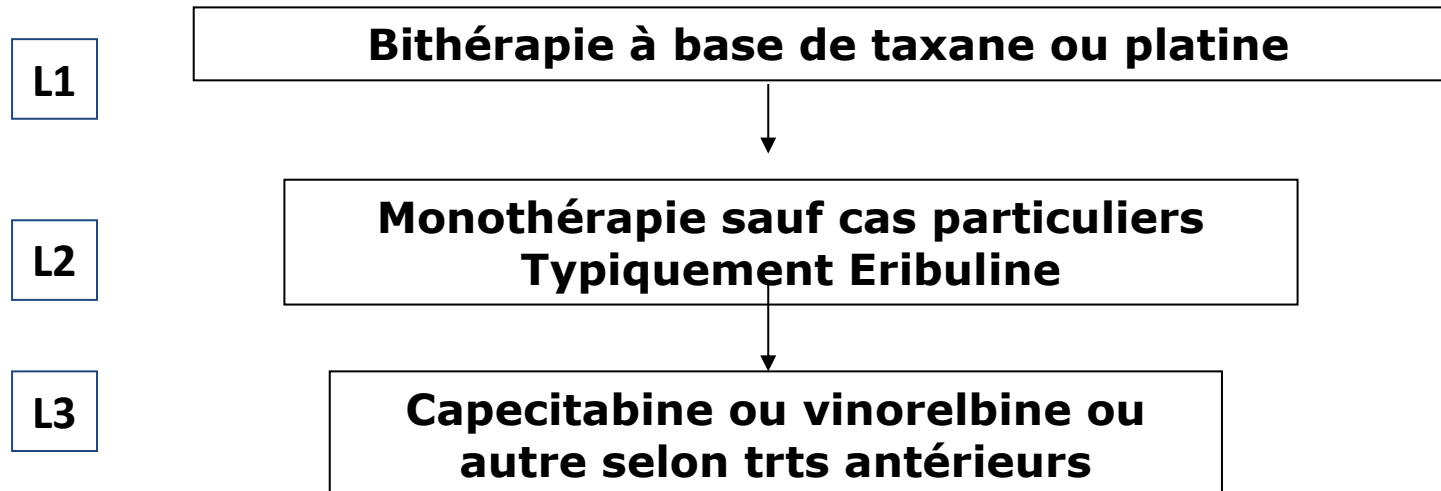 L1
Bithérapie à base de taxane ou platine
L2
Monothérapie sauf cas particuliers
Typiquement Eribuline
L3
Capecitabine ou vinorelbine ou
autre selon trts antérieurs